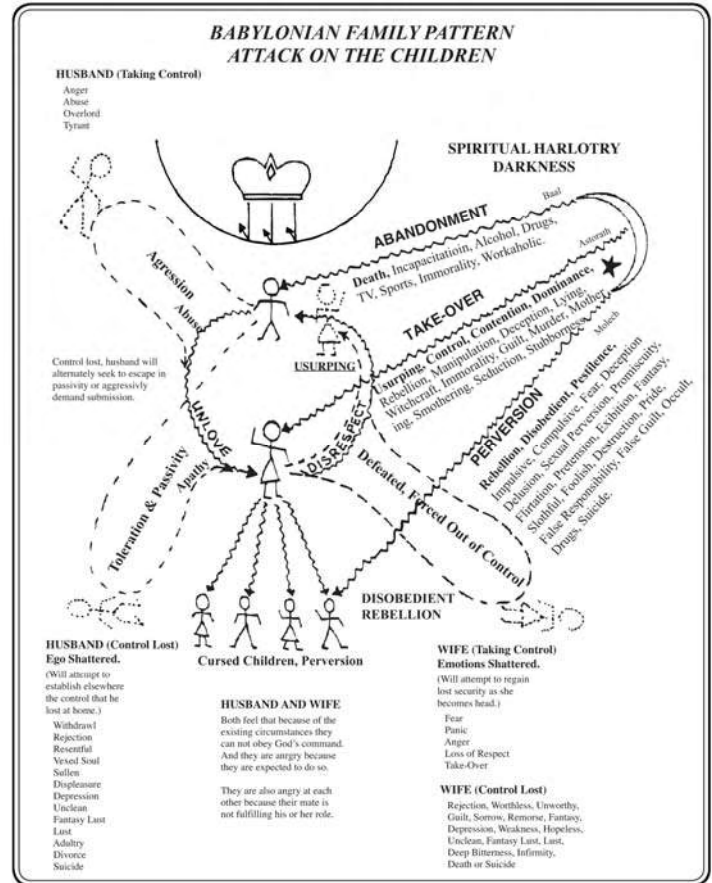 BABYLONIAN FAMILY PATTERN
ATTACK ON THE CHILDREN
HUSBAND (Taking Control)
Anger
Abuse
Overlord
Tyrant
SPIRITUAL HARLOTRY
DARKNESS
Baal
ABANDONMENT
Death, Incapacitatioin, Alcohol, Drugs,
TV, Sports, Immorality, Workaholic.
Astorath
TAKE-OVER
Usurping, Control, Contention, Dominance,
Rebellion, Manipulation, Deception, Lying,
Witchcraft, Immorality, Guilt, Murder, Mother
ing, Smothering, Seduction, Stubborness.
Molech
PERVERSION
Rebellion, Disobedient, Pestilence,
Impulsive, Compulsive, Fear, Deception
Delusion, Sexual Perversion, Promiscuity,
Flirtation, Pretension, Exibition, Fantasy,
Slothful, Foolish, Destruction, Pride,
False Responsibility, False Guilt, Occult,
Drugs, Suicide.
Agression
Abuse
USURPING
Control lost, husband will
alternately seek to escape in
passivity or aggressivly
demand submission.
UNLOVE
DISRESPECT
Toleration & Passivity
Apathy
Defeated, Forced Out of Control
DISOBEDIENT
REBELLION
Cursed Children, Perversion
HUSBAND (Control Lost)
Ego Shattered.
(Will attempt to
establish elsewhere
the control that he
lost at home.)
Withdrawl
Rejection
Resentful
Vexed Soul
Sullen
Displeasure
Depression
Unclean
Fantasy Lust
Lust
Adultry
Divorce
Suicide
HUSBAND AND WIFE
Both feel that because of the
existing circumstances they
can not obey God's command.
And they are anrgry because
they are expected to do so.
They are also angry at each
other because their mate is
not fulfilling his or her role.
WIFE (Taking Control)
Emotions Shattered.
(Will attempt to regain
lost security as she
becomes head.)
Fear
Panic
Anger
Loss of Respect
Take-Over
WIFE (Control Lost)
Rejection, Worthless, Unworthy,
Guilt, Sorrow, Remorse, Fantasy,
Depression, Weakness, Hopeless,
Unclean, Fantasy Lust, Lust,
Deep Bitterness, Infirmity,
Death or Suicide